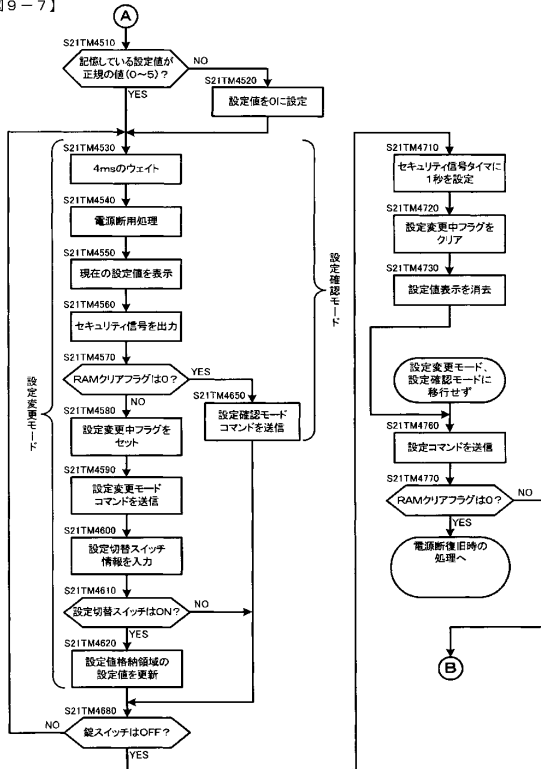 図9－7】
A
S21TM4510
記憶している設定値が
正規の値(0～5)？
NO
YES
S21TM4520
設定値を0に設定
S21TM4530
4msのウェイト
S21TM4540
電源断用処理
S21TM4550
現在の設定値を表示
S21TM4560
セキュリティ信号を出力
S21TM4570
RAMクリアフラグは0？
YES
NO
S21TM4650
設定確認モード
コマンドを送信
S21TM4580
設定変更中フラグを
セット
S21TM4590
設定変更モード
コマンドを送信
S21TM4600
設定切替スイッチ
情報を入力
S21TM4610
設定切替スイッチはON？
NO
YES
S21TM4620
設定値格納領域の
設定値を更新
S21TM4680
錠スイッチはOFF？
NO
YES
設定変更モード
設定確認モード
S21TM4710
セキュリティ信号タイマに
1秒を設定
S21TM4720
設定変更中フラグを
クリア
S21TM4730
設定値表示を消去
設定変更モード、
設定確認モードに
移行せず
S21TM4760
設定コマンドを送信
S21TM4770
RAMクリアフラグは0？
NO
YES
電源断復旧時の
処理へ
B